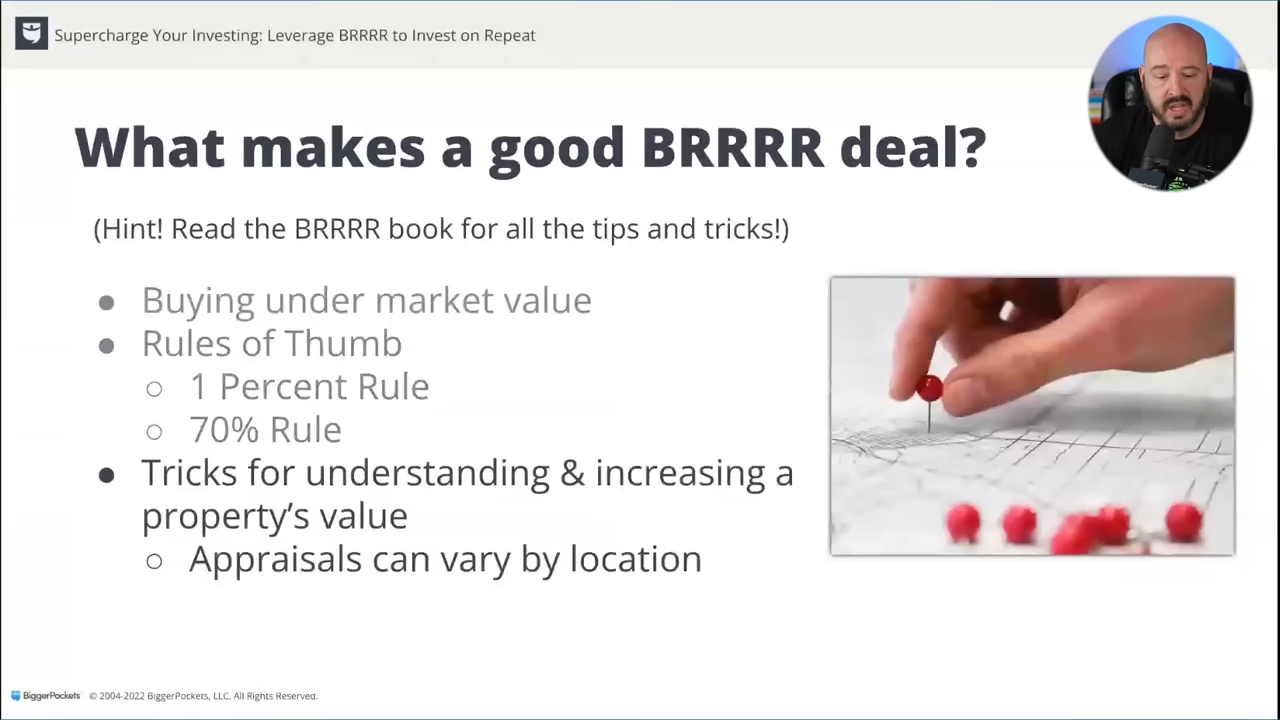 Supercharge Your Investing: Leverage BRRRR to Invest on Repeat
What makes a good BRRRR deal?
(Hint! Read the BRRRR book for all the tips and tricks!)
● Buying under market value
● Rules of Thumb
○ 1 Percent Rule
○ 70% Rule
● Tricks for understanding & increasing a
property’s value
○ Appraisals can vary by location
BiggerPockets © 2004-2022 BiggerPockets, LLC. All Rights Reserved.